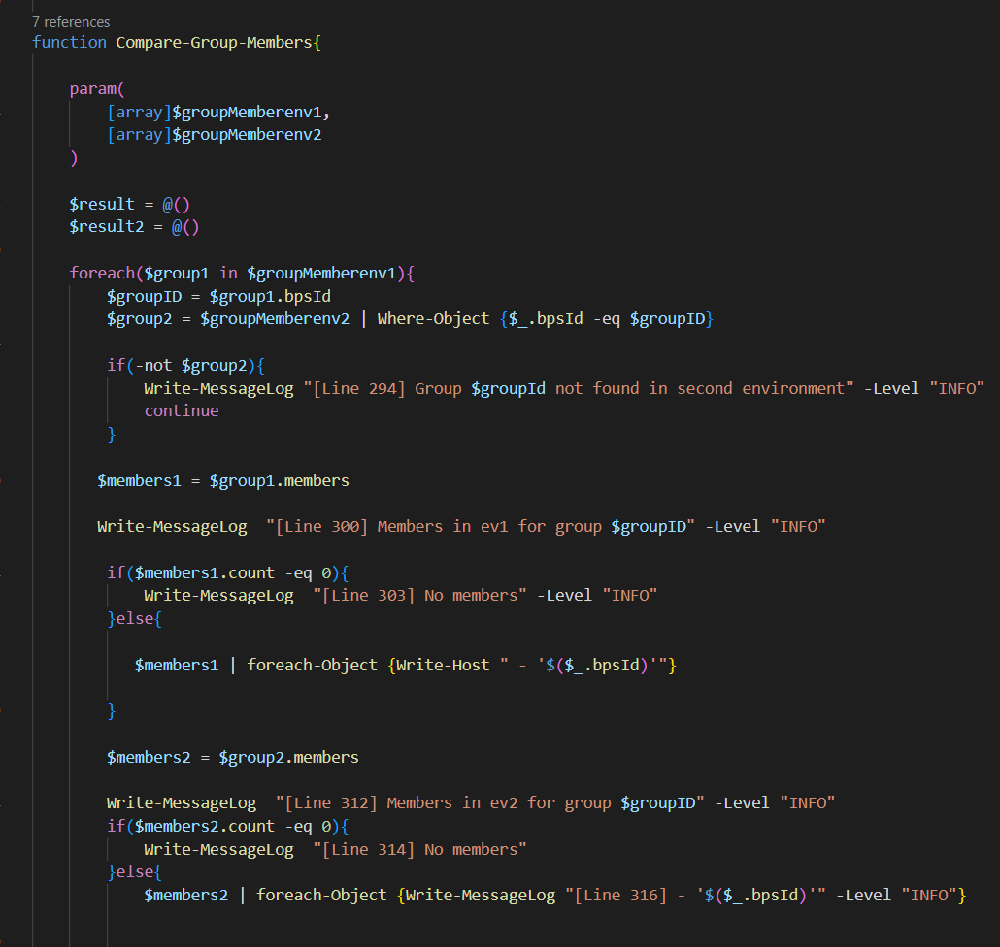 7 references
function Compare-Group-Members{
param(
[array]$groupMemberenv1,
[array]$groupMemberenv2
)
$result = @()
$result2 = @()
foreach($group1 in $groupMemberenv1){
$groupID = $group1.bpsId
$group2 = $groupMemberenv2 | Where-Object {$_.bpsId -eq $groupID}
if(-not $group2){
Write-MessageLog "[Line 294] Group $groupId not found in second environment" -Level "INFO"
continue
}
$members1 = $group1.members
Write-MessageLog  "[Line 300] Members in ev1 for group $groupID" -Level "INFO"
if($members1.count -eq 0){
Write-MessageLog  "[Line 303] No members" -Level "INFO"
}else{
$members1 | foreach-Object {Write-Host " - '$($_.bpsId)'"}
}
$members2 = $group2.members
Write-MessageLog  "[Line 312] Members in ev2 for group $groupID" -Level "INFO"
if($members2.count -eq 0){
Write-MessageLog  "[Line 314] No members"
}else{
$members2 | foreach-Object {Write-MessageLog "[Line 316] - '$($_.bpsId)'" -Level "INFO"}